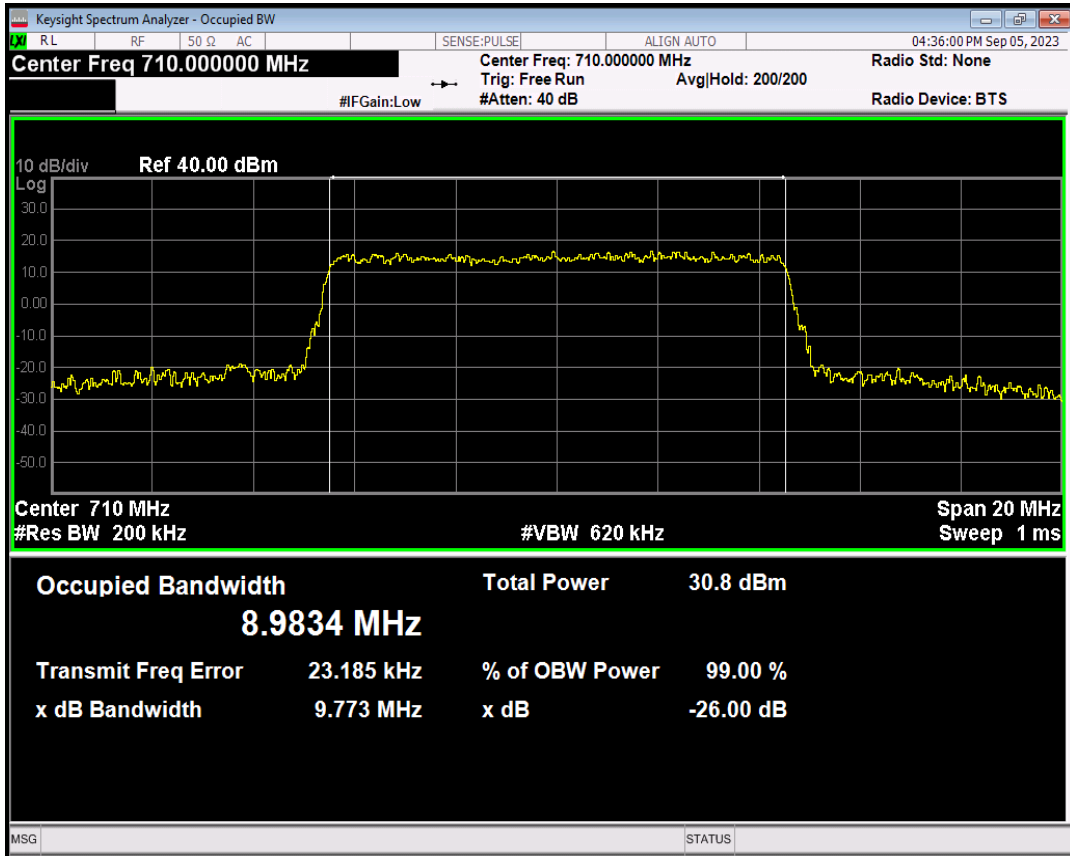 Keysight Spectrum Analyzer - Occupied BW
LXI RL RF 50 Ω AC SENSE:PULSE ALIGN AUTO 04:36:00 PM Sep 05, 2023
Center Freq 710.000000 MHz Center Freq: 710.000000 MHz Radio Std: None
Trig: Free Run Avg|Hold: 200/200
#IFGain:Low #Atten: 40 dB Radio Device: BTS
10 dB/div Ref 40.00 dBm
Log
30.0
20.0
10.0
0.00
-10.0
-20.0
-30.0
-40.0
-50.0
Center 710 MHz Span 20 MHz
#Res BW 200 kHz #VBW 620 kHz Sweep 1 ms
Occupied Bandwidth Total Power 30.8 dBm
8.9834 MHz
Transmit Freq Error 23.185 kHz % of OBW Power 99.00 %
x dB Bandwidth 9.773 MHz x dB -26.00 dB
MSG STATUS